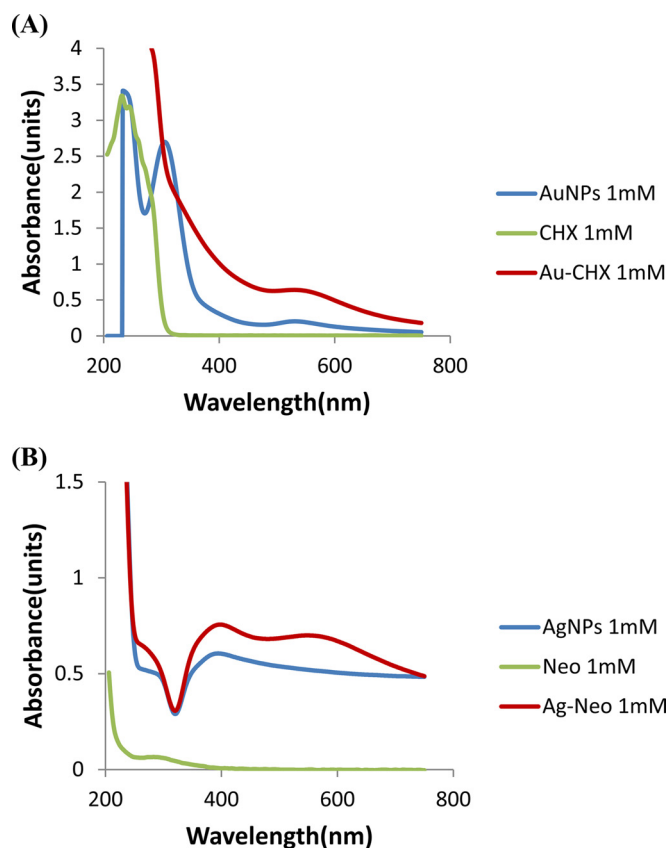 (A)
4
3.5
3
2.5
2
1.5
1
0.5
0
Absorbance(units)
200 400 600 800
Wavelength(nm)
AuNPs 1mM
CHX 1mM
Au-CHX 1mM
(B)
1.5
1
0.5
0
Absorbance(units)
200 400 600 800
Wavelength(nm)
AgNPs 1mM
Neo 1mM
Ag-Neo 1mM